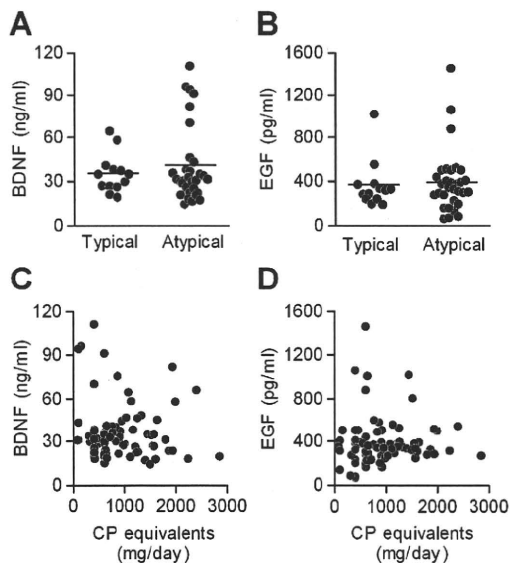 A
BDNF (ng/ml)
120
90
60
30
0
Typical
Atypical
B
EGF (pg/ml)
1600
1200
800
400
0
Typical
Atypical
C
BDNF (ng/ml)
120
90
60
30
0
0
1000
2000
3000
CP equivalents
(mg/day)
D
EGF (pg/ml)
1600
1200
800
400
0
0
1000
2000
3000
CP equivalents
(mg/day)